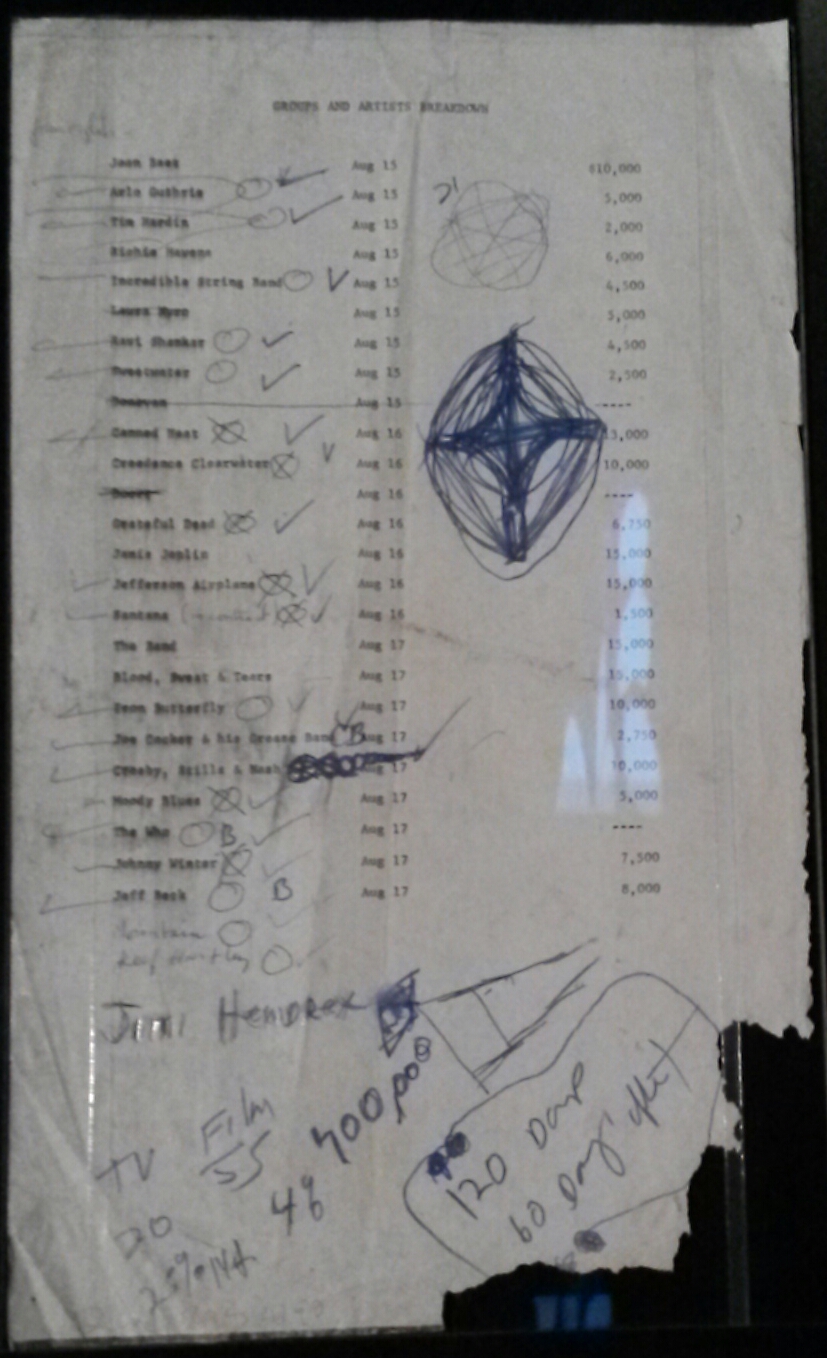 GROUPS AND ARTISTS BREAKDOWN
Joan Baez Aug 15 $10,000
Arlo Guthrie Aug 15 5,000
Tim Hardin Aug 15 2,000
Richie Havens Aug 15 6,000
Incredible String Band Aug 15 4,500
Laura Nyro Aug 15 5,000
Ravi Shankar Aug 15 4,500
Sweetwater Aug 15 2,500
Donovan Aug 15 ----
Canned Heat Aug 16 13,000
Creedence Clearwater Aug 16 10,000
Doors Aug 16 ----
Grateful Dead Aug 16 6,750
Janis Joplin Aug 16 15,000
Jefferson Airplane Aug 16 15,000
Santana Aug 16 1,500
The Band Aug 17 15,000
Blood, Sweat & Tears Aug 17 15,000
Iron Butterfly Aug 17 10,000
Joe Cocker & his Grease Band CB Aug 17 2,750
Crosby, Stills & Nash Aug 17 10,000
Moody Blues Aug 17 5,000
The Who B Aug 17 ----
Johnny Winter Aug 17 7,500
Jeff Beck B Aug 17 8,000
Mountain
Keef Hartley
Jimi Hendrex
TV Film 400,000
55
20 48
120 Days
60 Days